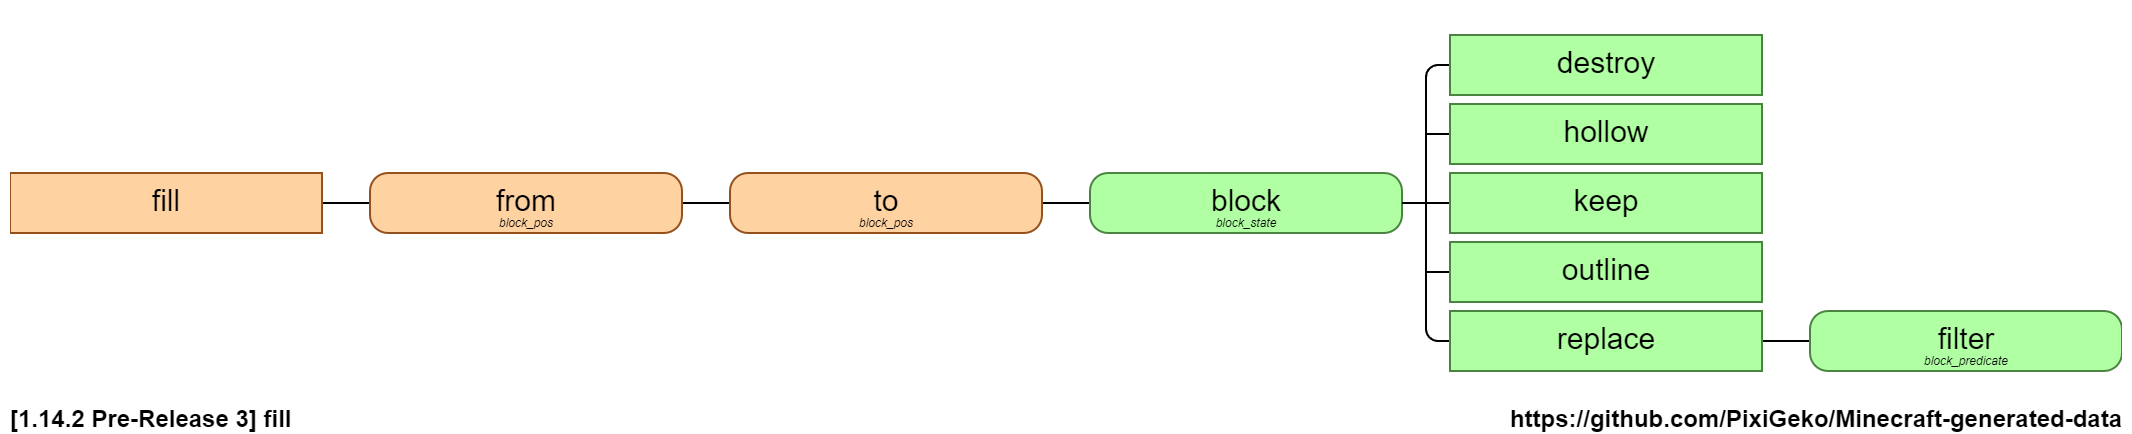 destroy
hollow
fill
from
block_pos
to
block_pos
block
block_state
keep
outline
replace
filter
block_predicate
[1.14.2 Pre-Release 3] fill
https://github.com/PixiGeko/Minecraft-generated-data